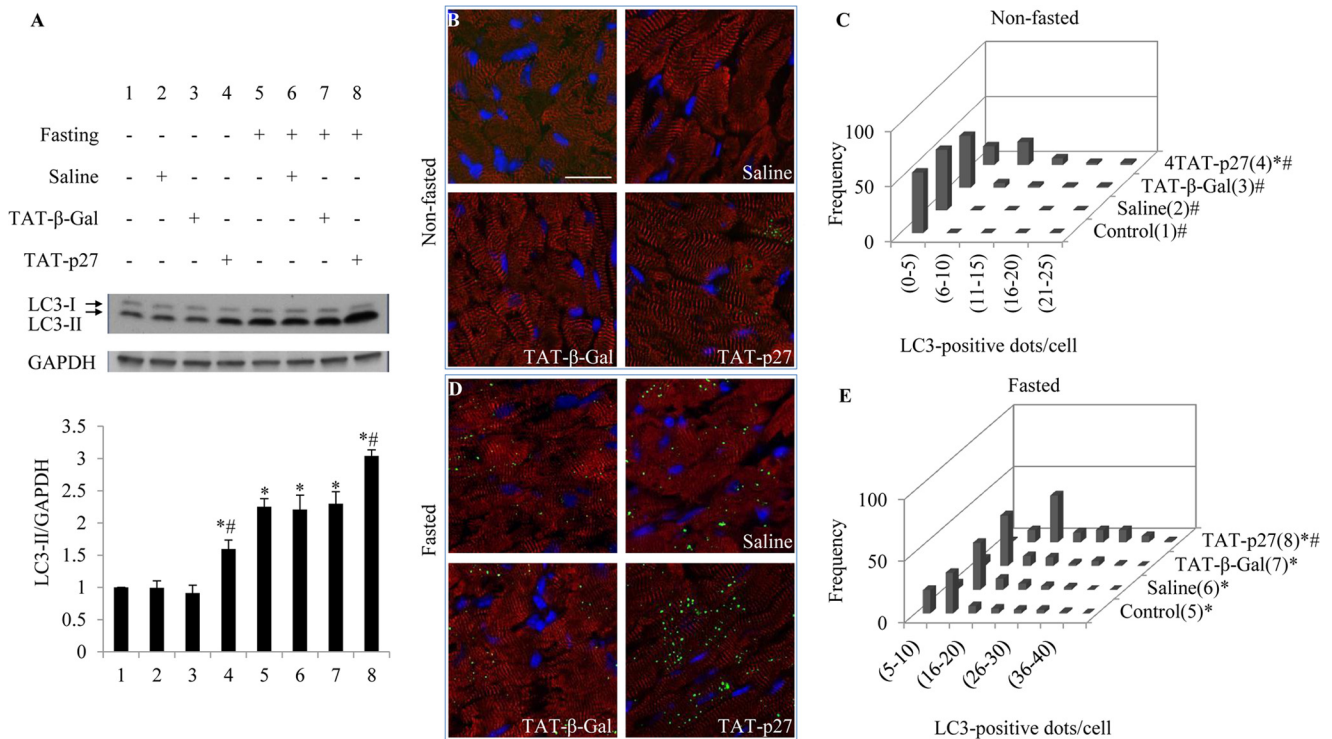 A
1 2 3 4 5 6 7 8
Fasting - - - - + + + +
Saline - + - - - + - -
TAT-β-Gal - - + - - - + -
TAT-p27 - - - + - - - +
LC3-I
LC3-II
GAPDH
LC3-II/GAPDH
3.5
3
2.5
2
1.5
1
0.5
0
*# * * * *#
1 2 3 4 5 6 7 8
B
Non-fasted
Saline
TAT-β-Gal
TAT-p27
D
Fasted
Saline
TAT-β-Gal
TAT-p27
C
Non-fasted
Frequency
100
50
0
4TAT-p27(4)*#
TAT-β-Gal(3)#
Saline(2)#
Control(1)#
(0-5)
(6-10)
(11-15)
(16-20)
(21-25)
LC3-positive dots/cell
E
Fasted
Frequency
100
50
0
TAT-p27(8)*#
TAT-β-Gal(7)*
Saline(6)*
Control(5)*
(5-10)
(16-20)
(26-30)
(36-40)
LC3-positive dots/cell